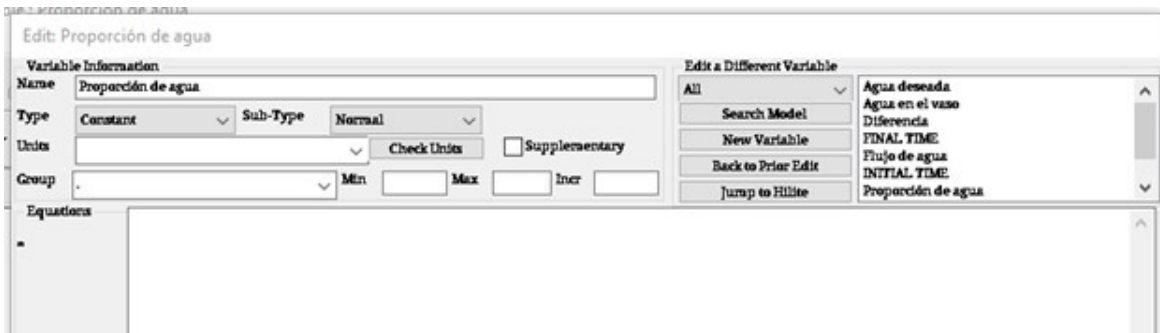 Edit: Proporción de agua
Variable Information
Name Proporción de agua
Type Constant Sub-Type Normal
Units Check Units Supplementary
Group . Min Max Incr
Equations
=
Edit a Different Variable
All
Search Model
New Variable
Back to Prior Edit
Jump to Hilite
Agua deseada
Agua en el vaso
Diferencia
FINAL TIME
Flujo de agua
INITIAL TIME
Proporción de agua